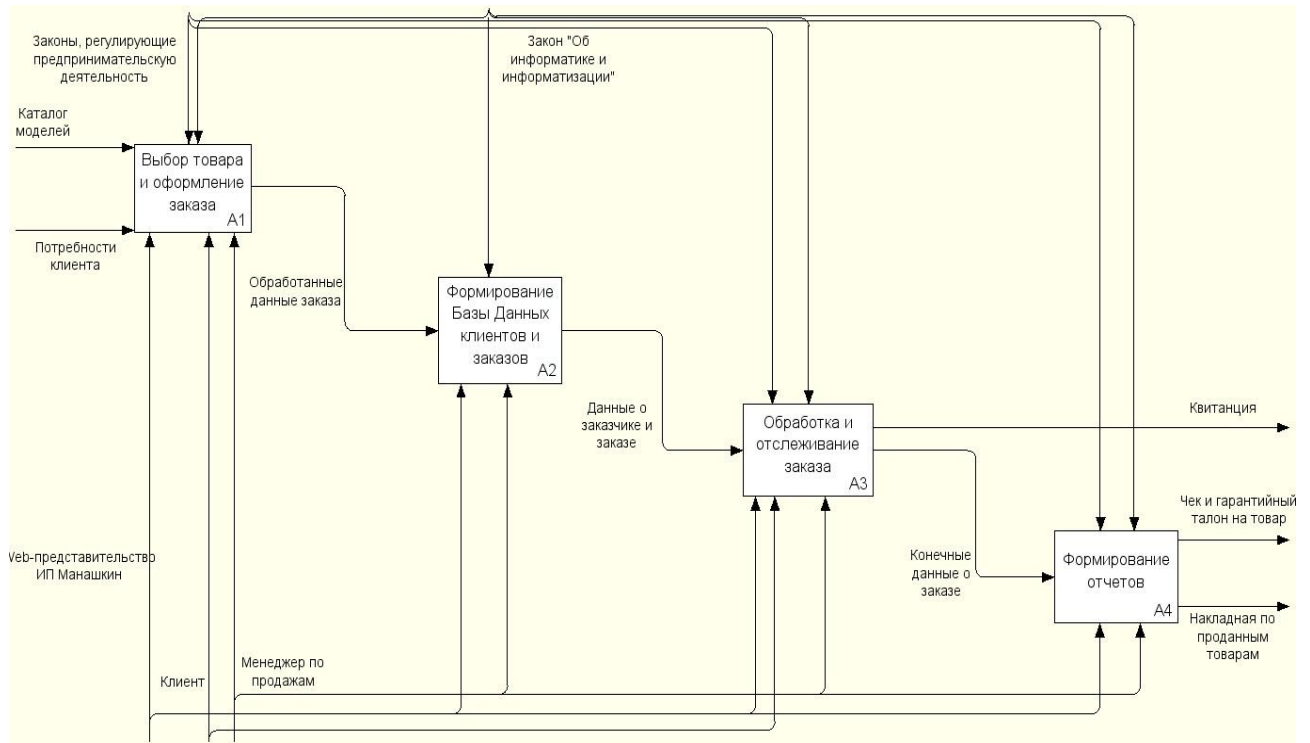 Законы, регулирующие
предпринимательскую
деятельность
Закон "Об
информатике и
информатизации"
Каталог
моделей
Выбор товара
и оформление
заказа
A1
Потребности
клиента
Обработанные
данные заказа
Формирование
Базы Данных
клиентов и
заказов
A2
Данные о
заказчике и
заказе
Обработка и
отслеживание
заказа
A3
Квитанция
Чек и гарантийный
талон на товар
Конечные
данные о
заказе
Формирование
отчетов
A4
Накладная по
проданным
товарам
Web-представительство
ИП Манашкин
Клиент
Менеджер по
продажам